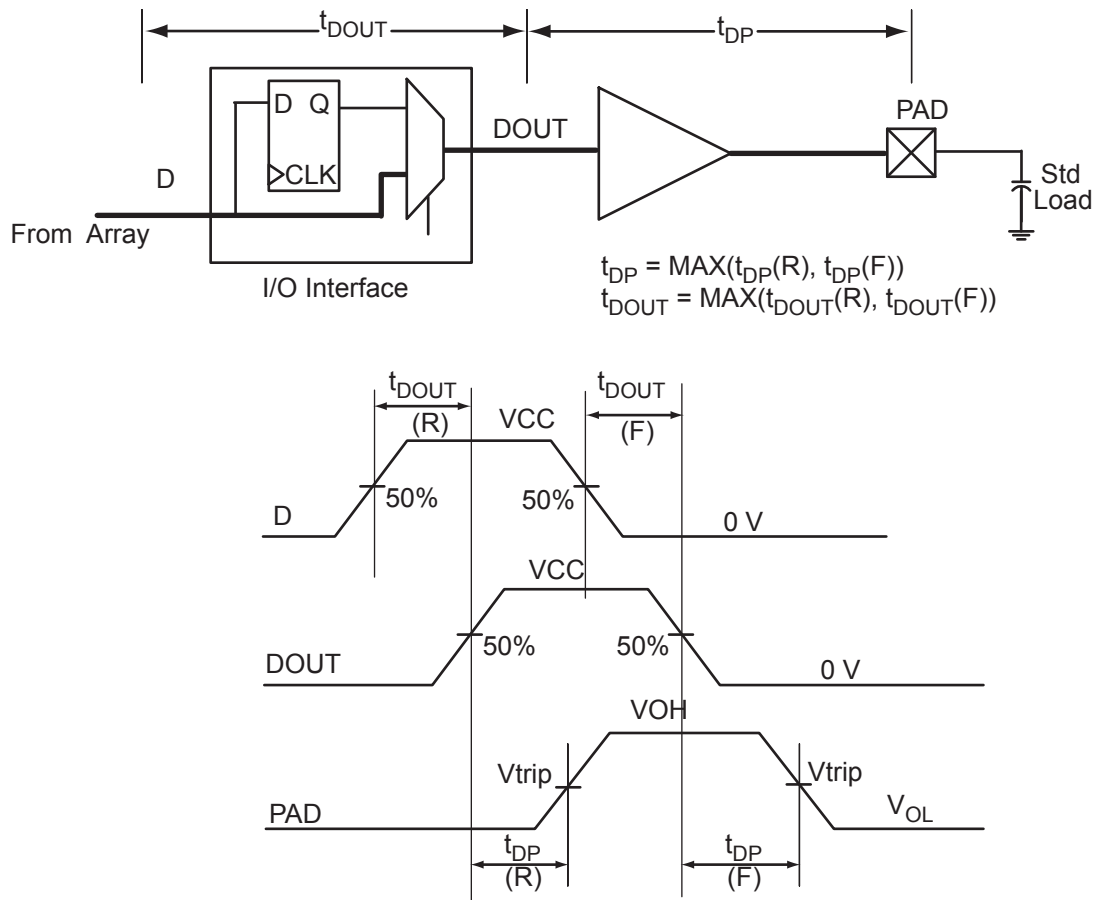 tDOUT
tDP
PAD
D Q
DOUT
CLK
D
Std
Load
From Array
I/O Interface
tDP = MAX(tDP(R), tDP(F))
tDOUT = MAX(tDOUT(R), tDOUT(F))
tDOUT
(R)
VCC
tDOUT
(F)
50%
50%
D
0 V
VCC
50%
50%
DOUT
0 V
VOH
Vtrip
Vtrip
PAD
VOL
tDP
(R)
tDP
(F)